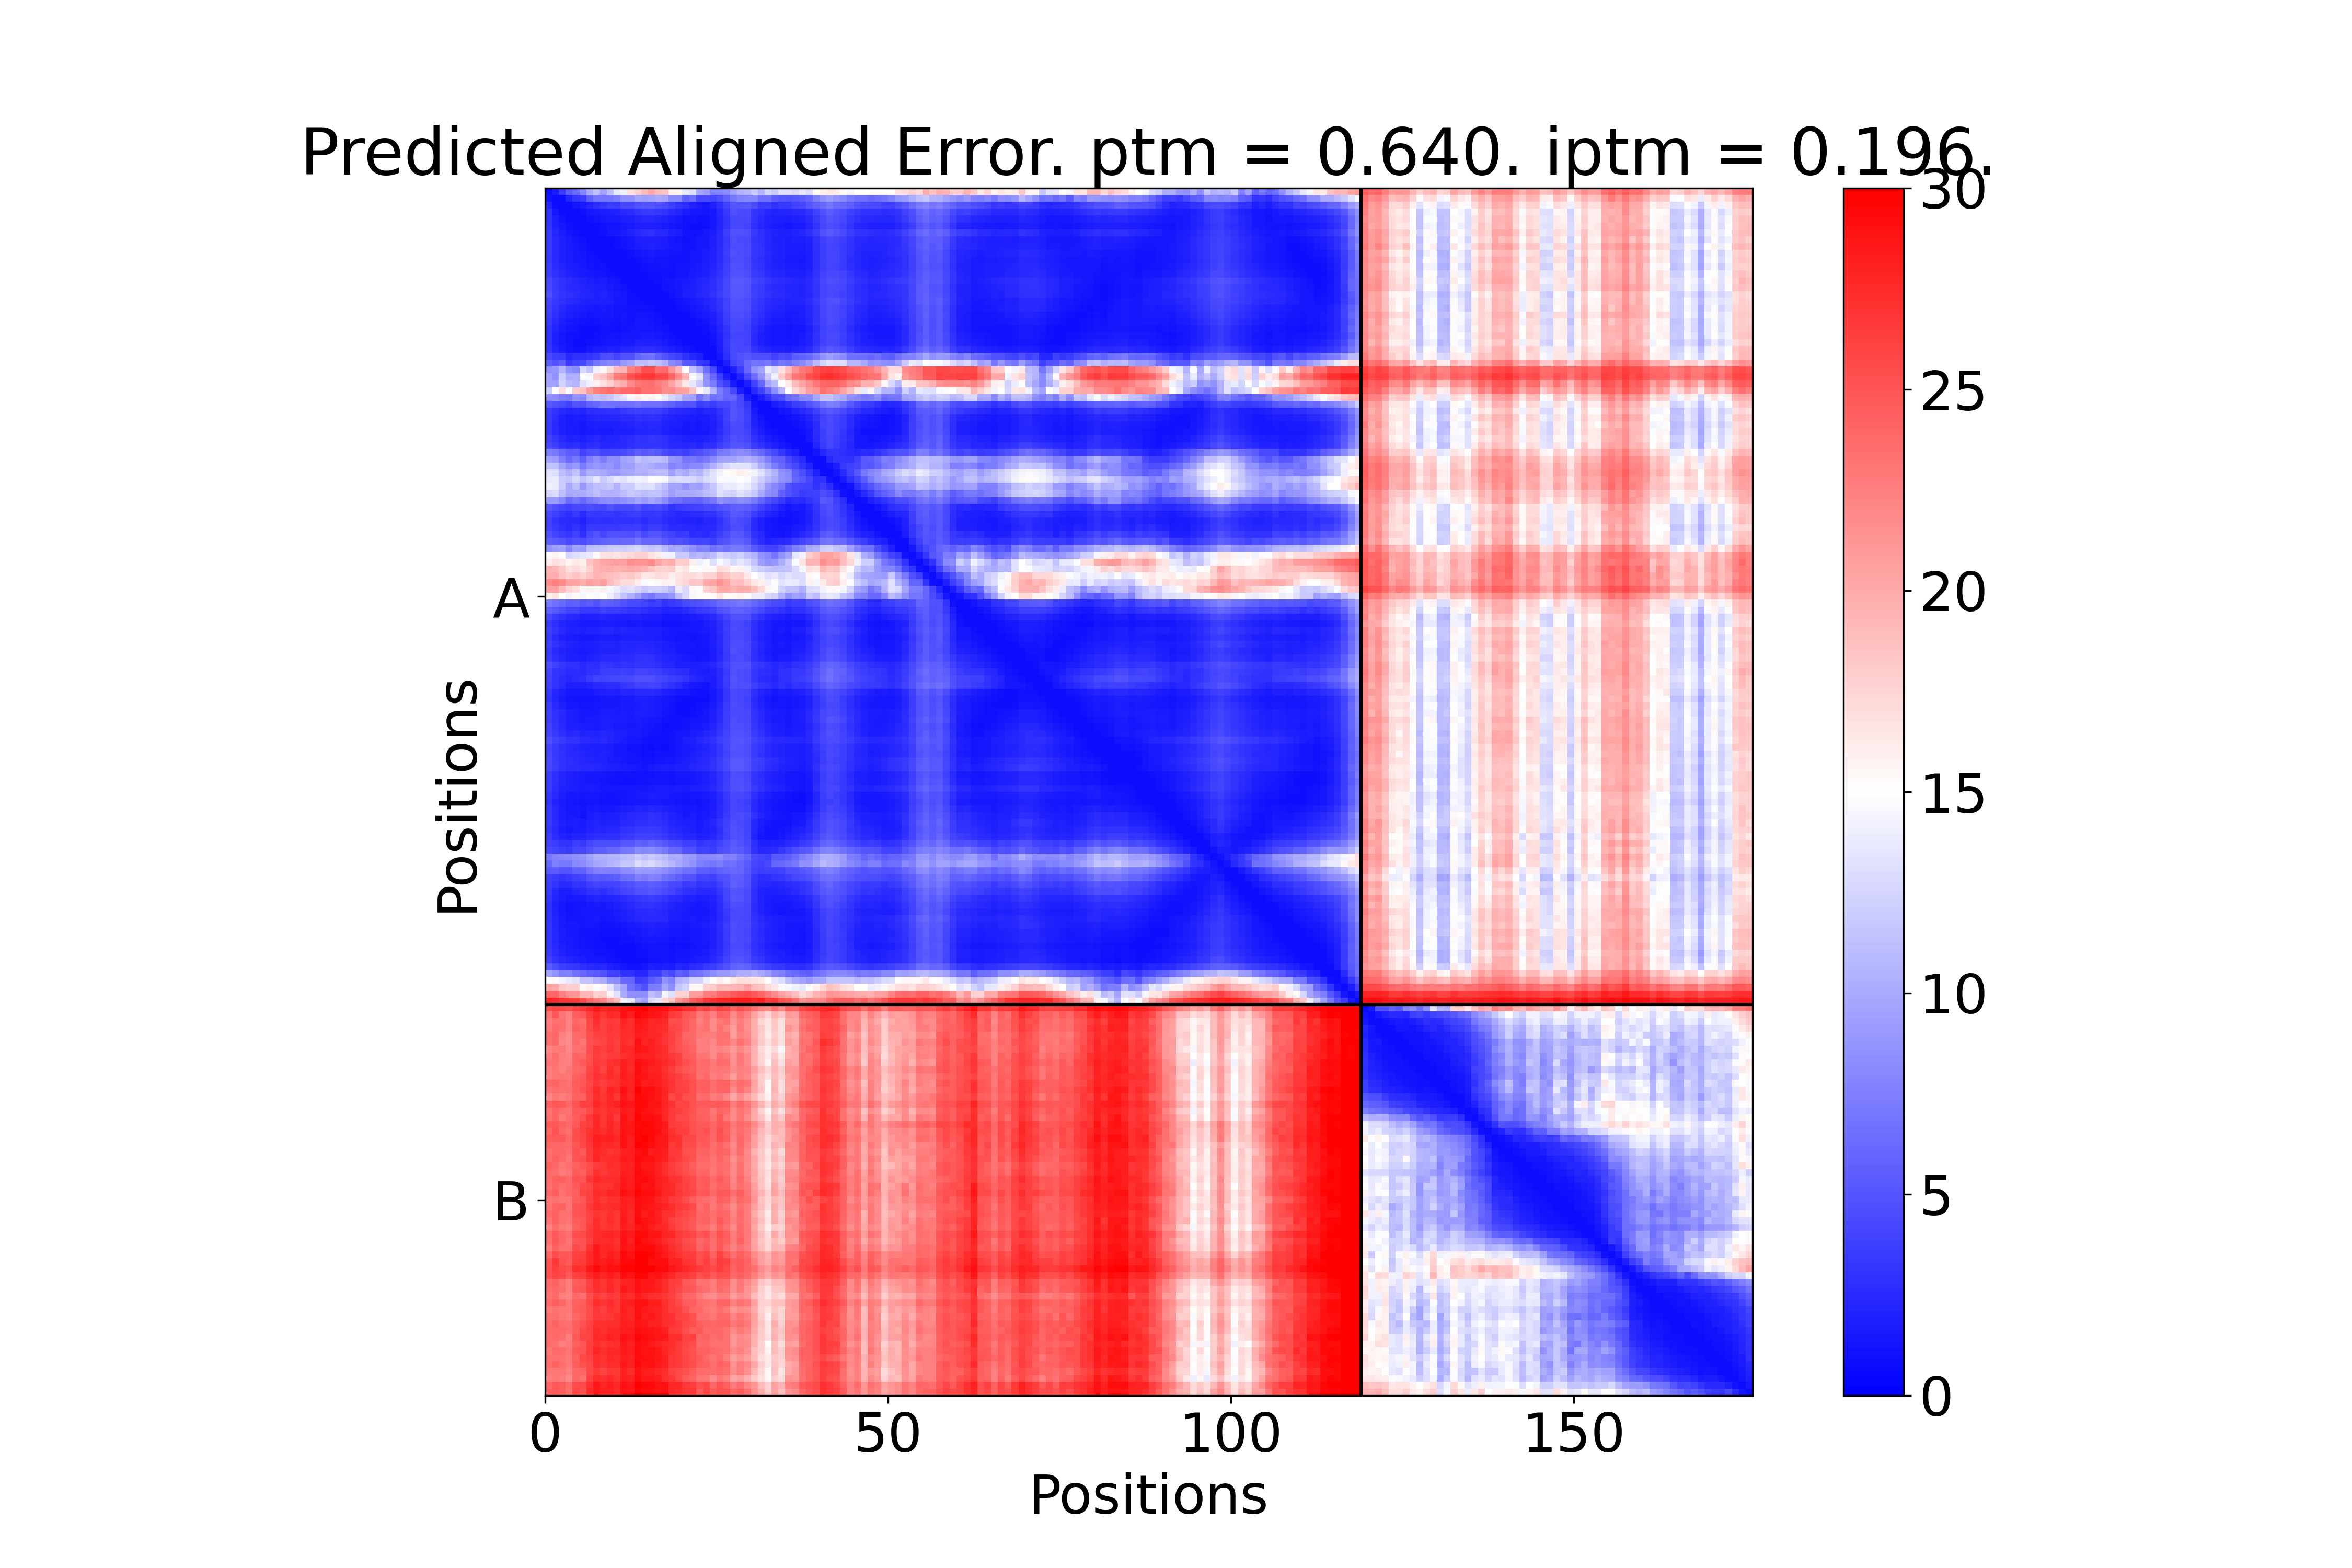 Predicted Aligned Error. ptm = 0.640. iptm = 0.196.
30
25
20
15
10
5
0
A
B
Positions
0 50 100 150
Positions